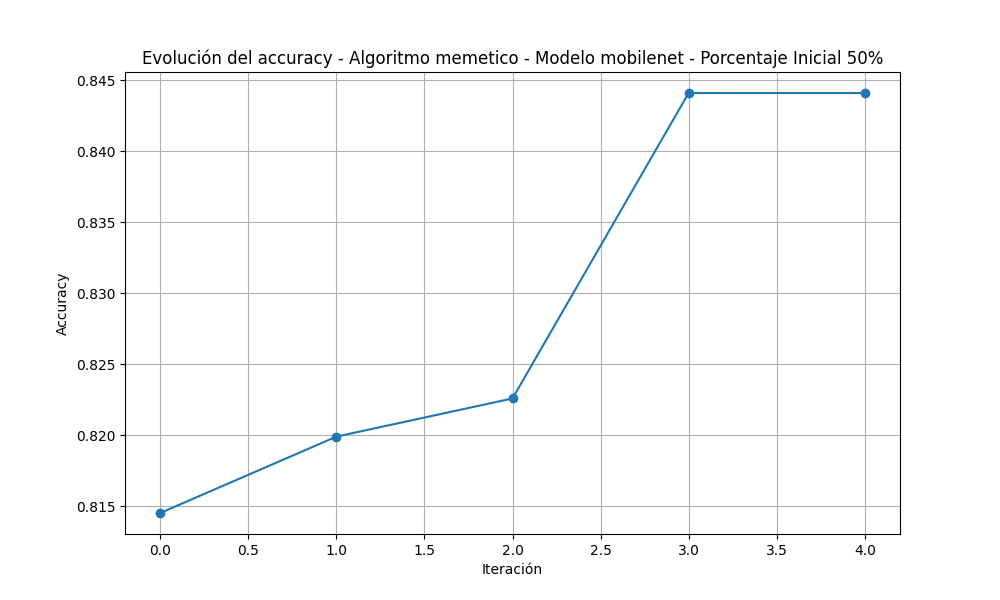 Evolución del accuracy - Algoritmo memetico - Modelo mobilenet - Porcentaje Inicial 50%
0.845
0.840
0.835
0.830
0.825
0.820
0.815
Accuracy
0.0 0.5 1.0 1.5 2.0 2.5 3.0 3.5 4.0
Iteración